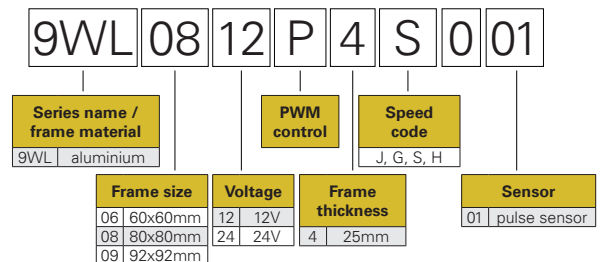 9WL 08 12 P 4 S 0 01
Series name /
frame material
9WL aluminium
PWM
control
Speed
code
J, G, S, H
Frame size
06 60x60mm
08 80x80mm
09 92x92mm
Voltage
12 12V
24 24V
Frame
thickness
4 25mm
Sensor
01 pulse sensor